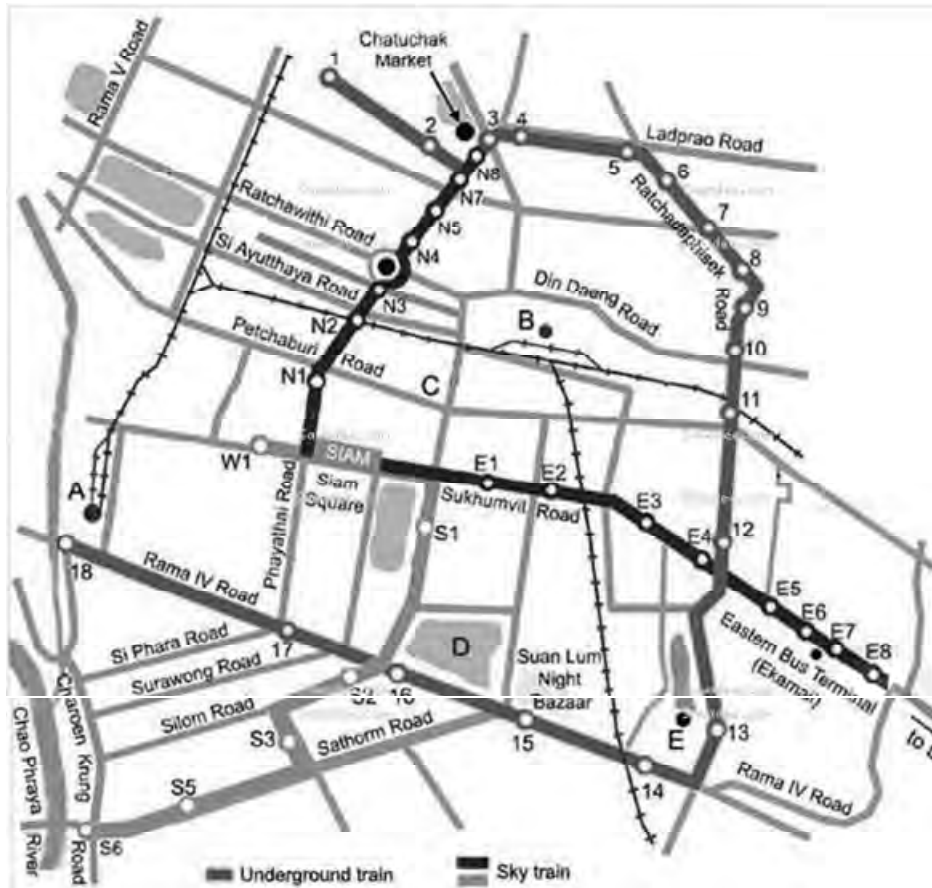 Chatuchak
Market
1
2
3
4
5
6
7
8
9
10
11
12
13
14
15
16
17
18
Rama V Road
Ladprao Road
Ratchadphisek
Road
Ratchawithi Road
Si Ayutthaya Road
Petchaburi
Road
Din Daeng
Road
N8
N7
N5
N4
N3
N2
N1
A
B
C
D
E
W1
SIAM
Siam
Square
Phayathai Road
Sukhumvit Road
E1
E2
E3
E4
E5
E6
E7
E8
S1
S2
S3
S5
S6
Rama IV Road
Si Phara Road
Surawong Road
Silom Road
Sathorm Road
Suan Lum
Night
Bazaar
Eastern Bus Terminal
(Ekamai)
Rama IV Road
Charoen Krung
Road
Chao Phraya
River
Underground train
Sky train